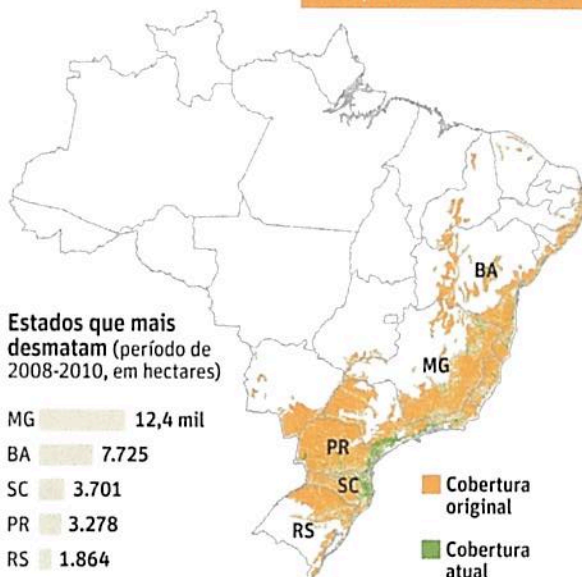 BA
MG
PR
SC
RS
Estados que mais
desmatam (período de
2008-2010, em hectares)
MG 12,4 mil
BA 7.725
SC 3.701
PR 3.278
RS 1.864
Cobertura
original
Cobertura
atual